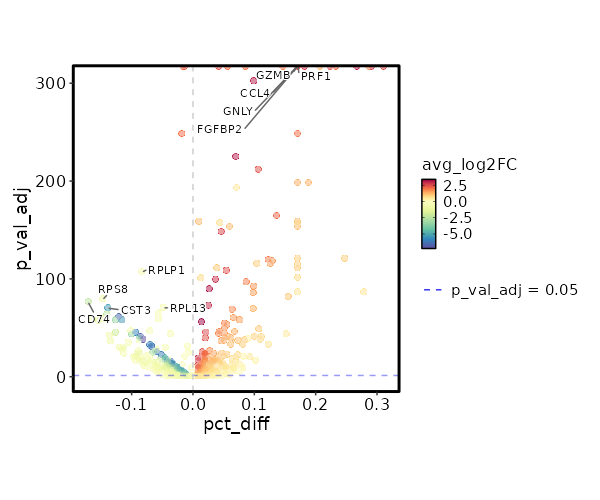 GZMB
PRF1
CCL4
GNLY
FGFBP2
RPLP1
RPS8
CST3
RPL13
CD74
300
200
100
0
p_val_adj
-0.1
0.0
0.1
0.2
0.3
pct_diff
avg_log2FC
2.5
0.0
-2.5
-5.0
p_val_adj = 0.05